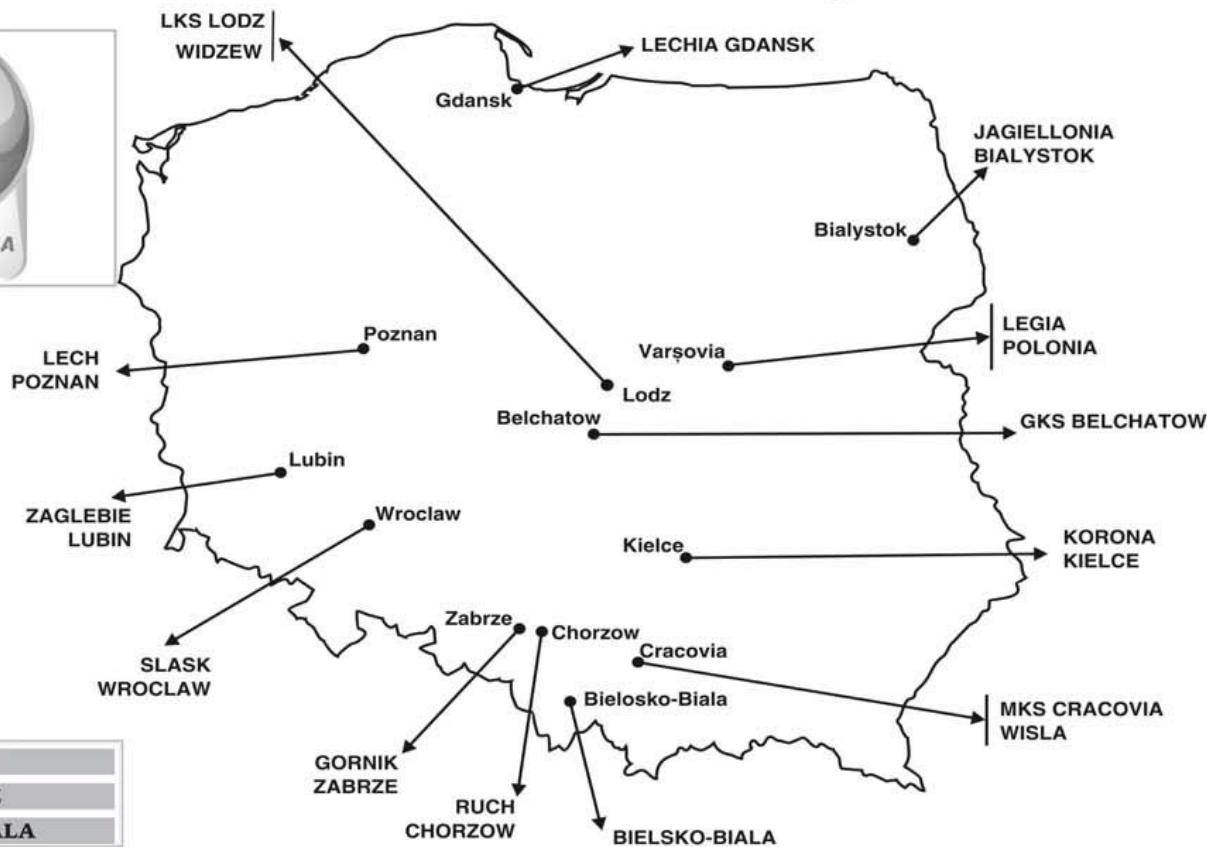 LKS LODZ
WIDZEW
LECHIA GDANSK
Gdansk
JAGIELLONIA
BIALYSTOK
Bialystok
Poznan
LECH
POZNAN
Varșovia
LEGIA
POLONIA
Lodz
Belchatow
GKS BELCHATOW
Lubin
ZAGLEBIE
LUBIN
Wroclaw
SLASK
WROCLAW
Kielce
KORONA
KIELCE
Zabrze
Chorzow
Cracovia
Bielosko-Biala
MKS CRACOVIA
WISLA
GORNIK
ZABRZE
RUCH
CHORZOW
BIELSKO-BIALA